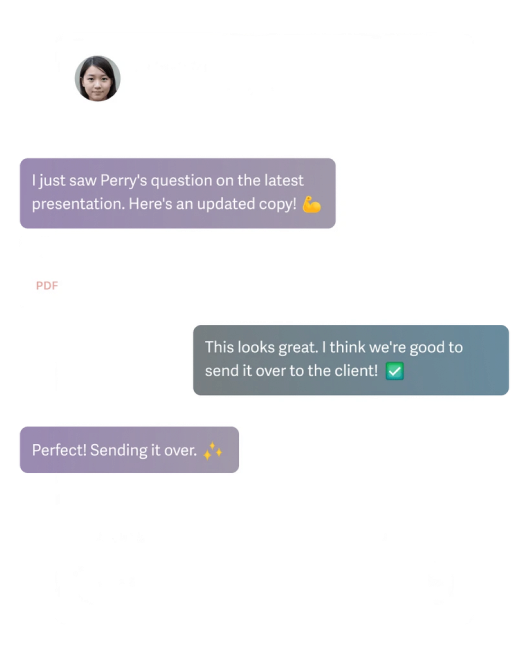 I just saw Perry's question on the latest
presentation. Here's an updated copy! 💪
PDF
This looks great. I think we're good to
send it over to the client! ✅
Perfect! Sending it over. ✨